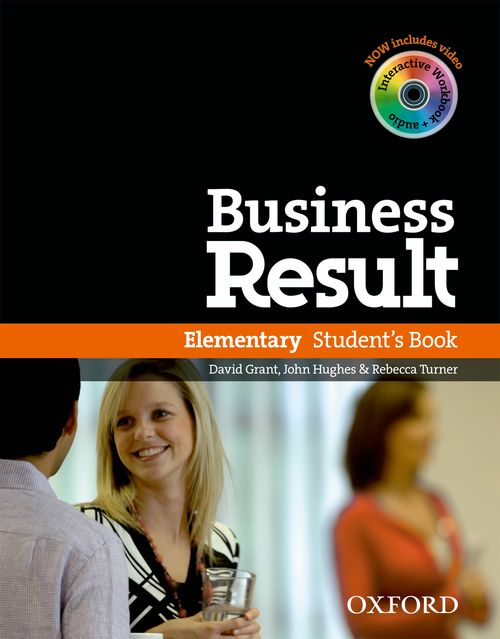 NOW includes video
Interactive Workbook + audio
Business
Result
Elementary Student's Book
David Grant, John Hughes & Rebecca Turner
OXFORD